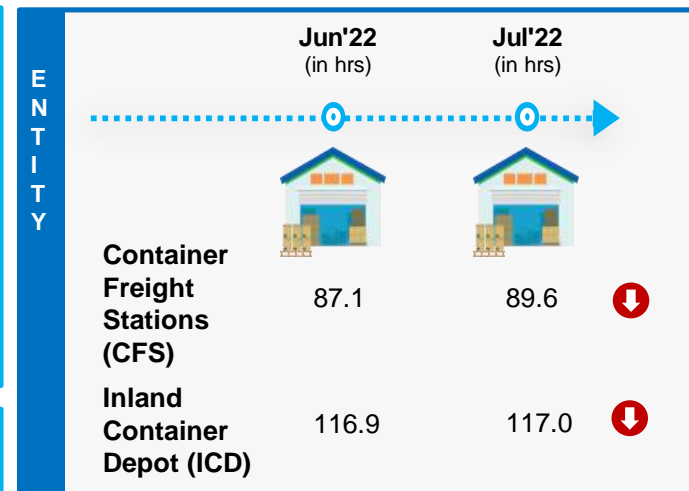 ENTITY
Jun'22 Jul'22
(in hrs) (in hrs)
Container
Freight
Stations
(CFS)
87.1 89.6
Inland
Container
Depot (ICD)
116.9 117.0